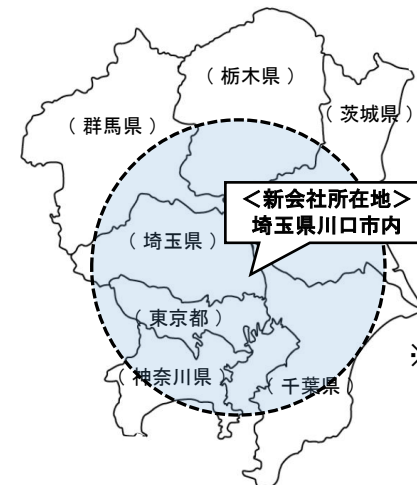 （栃木県）
（茨城県）
（群馬県）
＜新会社所在地＞
埼玉県川口市内
（埼玉県）
（東京都）
※
（神奈川県）
（千葉県）